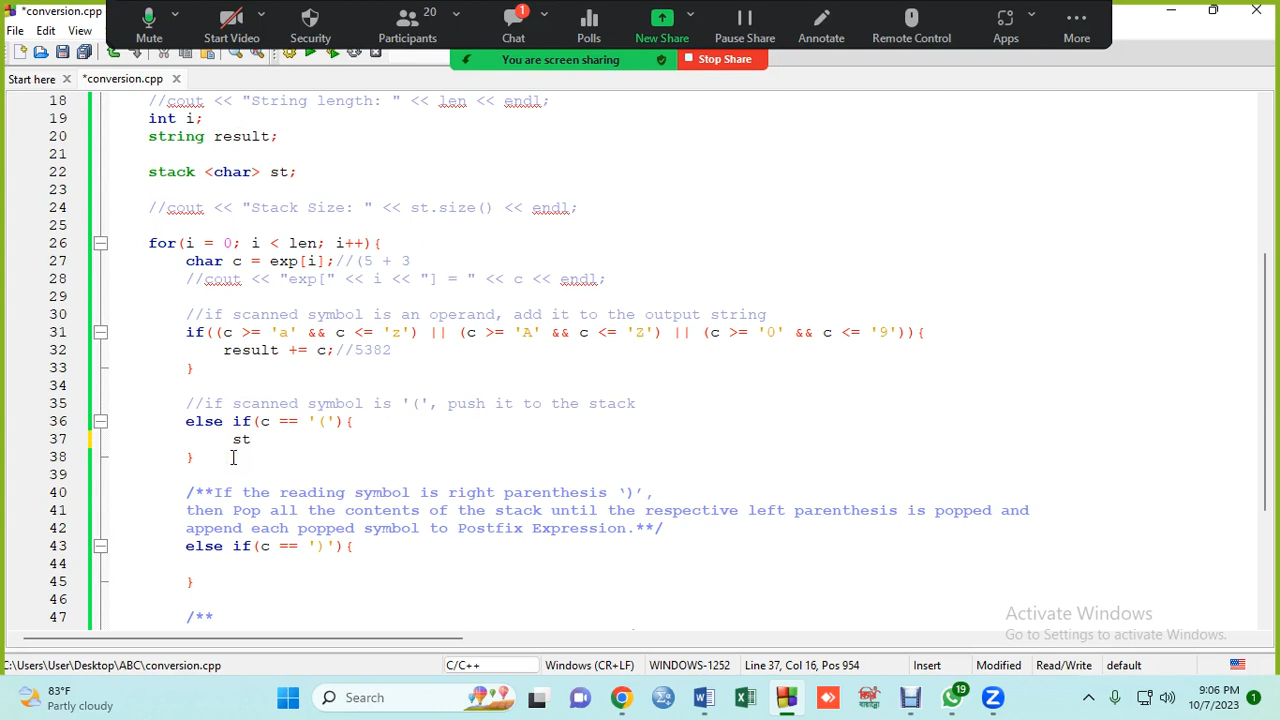 *conversion.cpp
File Edit View
Mute
Start Video
Security
20
Participants
1
Chat
Polls
New Share
Pause Share
Annotate
Remote Control
Apps
More
You are screen sharing
Stop Share
Start here
*conversion.cpp
18 //cout << "String length: " << len << endl;
19 int i;
20 string result;
21
22 stack <char> st;
23
24 //cout << "Stack Size: " << st.size() << endl;
25
26 for(i = 0; i < len; i++){
27 char c = exp[i];//(5 + 3
28 //cout << "exp[" << i << "] = " << c << endl;
29
30 //if scanned symbol is an operand, add it to the output string
31 if((c >= 'a' && c <= 'z') || (c >= 'A' && c <= 'Z') || (c >= '0' && c <= '9')){
32 result += c;//5382
33 }
34
35 //if scanned symbol is '(', push it to the stack
36 else if(c == '('){
37 st
38 }
39
40 /**If the reading symbol is right parenthesis ‘)’,
41 then Pop all the contents of the stack until the respective left parenthesis is popped and
42 append each popped symbol to Postfix Expression.**/
43 else if(c == ')'){
44
45 }
46
47 /**
Activate Windows
Go to Settings to activate Windows.
C:\Users\User\Desktop\ABC\conversion.cpp
C/C++
Windows (CR+LF)
WINDOWS-1252
Line 37, Col 16, Pos 954
Insert
Modified
Read/Write
default
83°F
Partly cloudy
Search
19
9:06 PM
10/7/2023
1